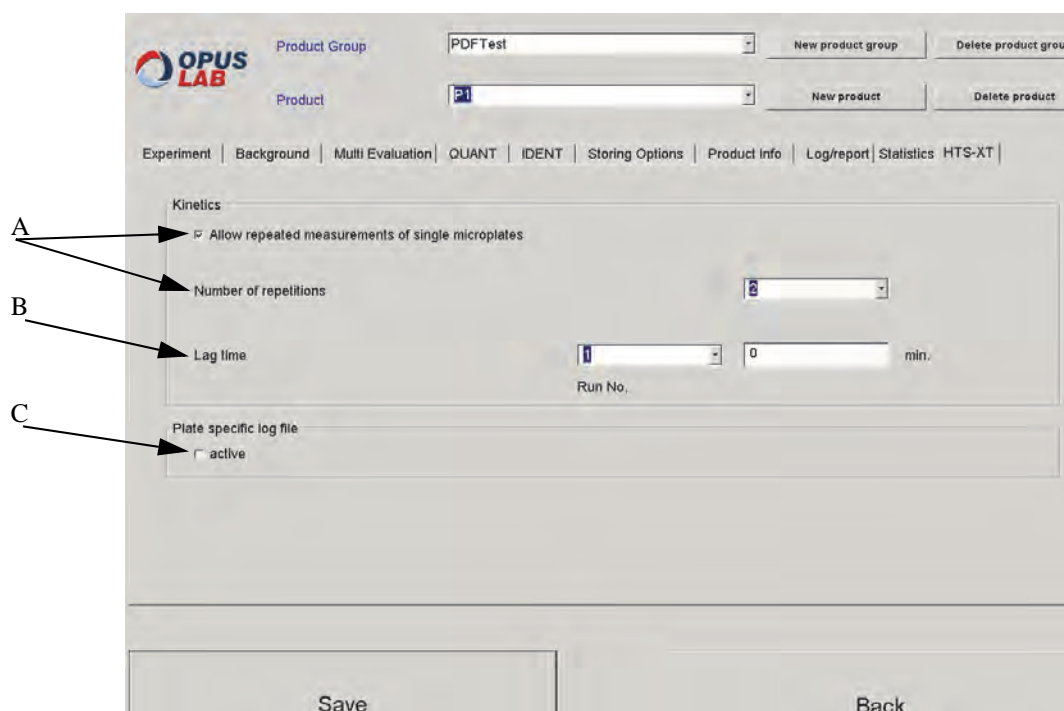 OPUS
LAB
Product Group PDFTest New product group Delete product grou
Product P1 New product Delete product
Experiment | Background | Multi Evaluation | QUANT | IDENT | Storing Options | Product Info | Log/report | Statistics HTS-XT |
Kinetics
A
Allow repeated measurements of single microplates
Number of repetitions 2
B
Lag time 1 0 min.
Run No.
C
Plate specific log file
active
Save Back